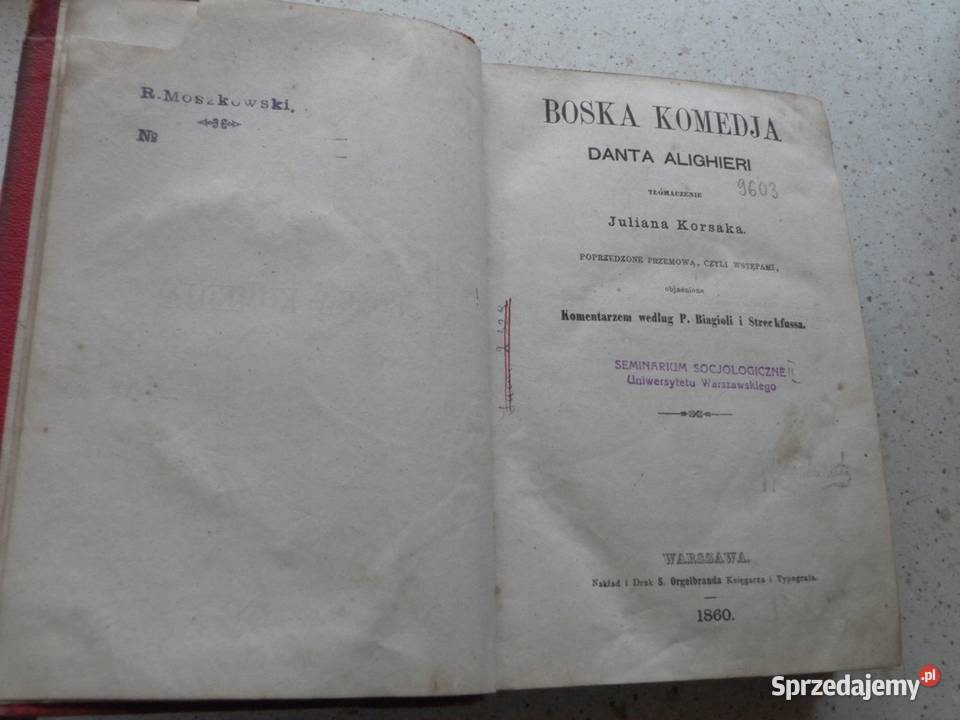 R. Moszkowski.
№
BOSKA KOMEDJA
DANTA ALIGHIERI
9603
TŁÓMACZENIE
Juliana Korsaka.
POPRZEDZONE PRZEMOWĄ, CZYLI WSTĘPAMI,
objaśnione
Komentarzem według P. Biagioli i Streckfussa.
SEMINARIUM SOCJOLOGICZNE
Uniwersytetu Warszawskiego
WARSZAWA.
Nakład i Druk S. Orgelbranda Księgarza i Typografa.
1860.
Sprzedajemy.pl